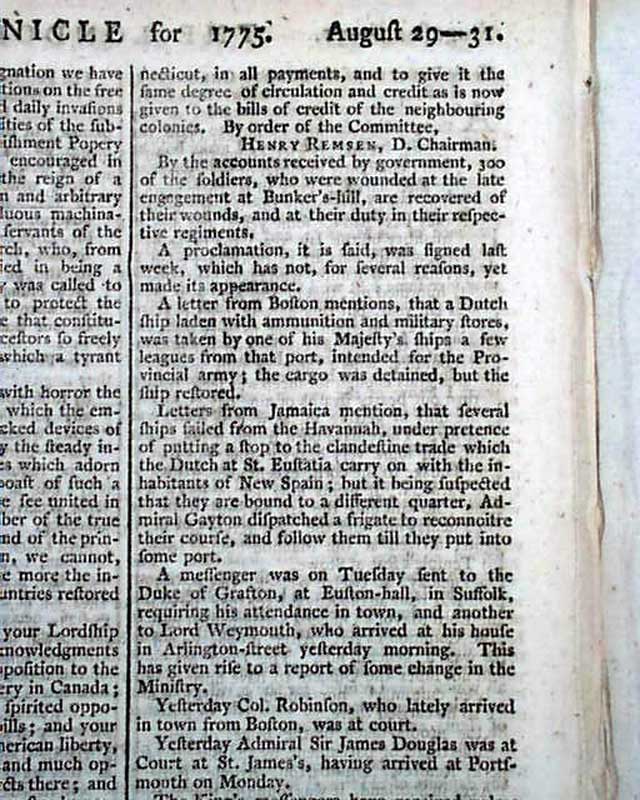 NICLE for 1775. Auguſt 29—31.
gnation we have
tions on the free
d daily invaſions
ities of the ſub-
iſhment Popery
encouraged in
the reign of a
n and arbitrary
luous machina-
ſervants of the
rch, who, from
ied in being a
y was called to
to protect the
e that conſtitu-
ceſtors ſo freely
which a tyrant
with horror the
which the em-
cked devices of
y the ſteady in-
es which adorn
boaſt of ſuch a
e ſee united in
ber of the true
nd of the prin-
n, we cannot,
e more the in-
untries reſtored
your Lordſhip
knowledgments
ppoſition to the
ery in Canada;
ſpirited oppo-
bills; and your
merican liberty,
and much op-
cts there; and
necticut, in all payments, and to give it the
ſame degree of circulation and credit as is now
given to the bills of credit of the neighbouring
colonies. By order of the Committee,
HENRY REMSEN, D. Chairman.
By the accounts received by government, 300
of the ſoldiers, who were wounded at the late
engagement at Bunker's-hill, are recovered of
their wounds, and at their duty in their reſpec-
tive regiments.
A proclamation, it is ſaid, was ſigned laſt
week, which has not, for ſeveral reaſons, yet
made its appearance.
A letter from Boſton mentions, that a Dutch
ſhip laden with ammunition and military ſtores,
was taken by one of his Majeſty's ſhips a few
leagues from that port, intended for the Pro-
vincial army; the cargo was detained, but the
ſhip reſtored.
Letters from Jamaica mention, that ſeveral
ſhips ſailed from the Havannah, under pretence
of putting a ſtop to the clandeſtine trade which
the Dutch at St. Euſtatia carry on with the in-
habitants of New Spain; but it being ſuſpected
that they are bound to a different quarter, Ad-
miral Gayton diſpatched a frigate to reconnoitre
their courſe, and follow them till they put into
ſome port.
A meſſenger was on Tueſday ſent to the
Duke of Grafton, at Euſton-hall, in Suffolk,
requiring his attendance in town, and another
to Lord Weymouth, who arrived at his houſe
in Arlington-ſtreet yeſterday morning. This
has given riſe to a report of ſome change in the
Miniſtry.
Yeſterday Col. Robinſon, who lately arrived
in town from Boſton, was at court.
Yeſterday Admiral Sir James Douglas was at
Court at St. James's, having arrived at Portſ-
mouth on Monday.